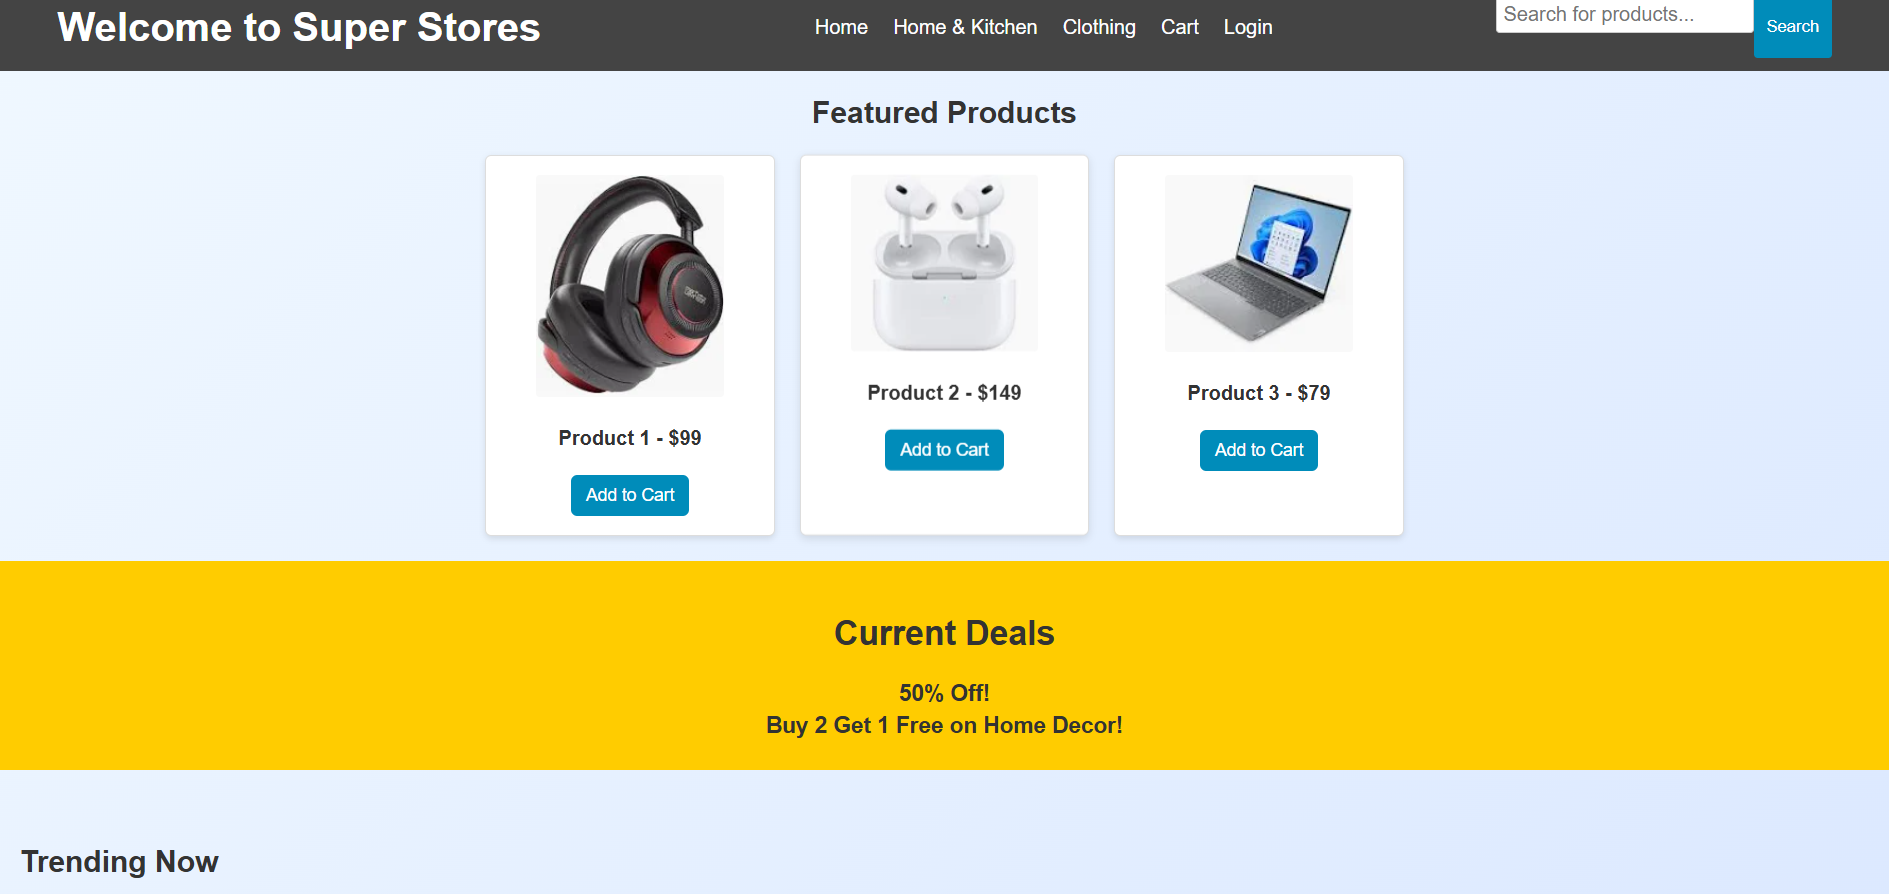 Welcome to Super Stores
Home Home & Kitchen Clothing Cart Login
Search for products...
Search
Featured Products
Product 1 - $99
Add to Cart
Product 2 - $149
Add to Cart
Product 3 - $79
Add to Cart
Current Deals
50% Off!
Buy 2 Get 1 Free on Home Decor!
Trending Now